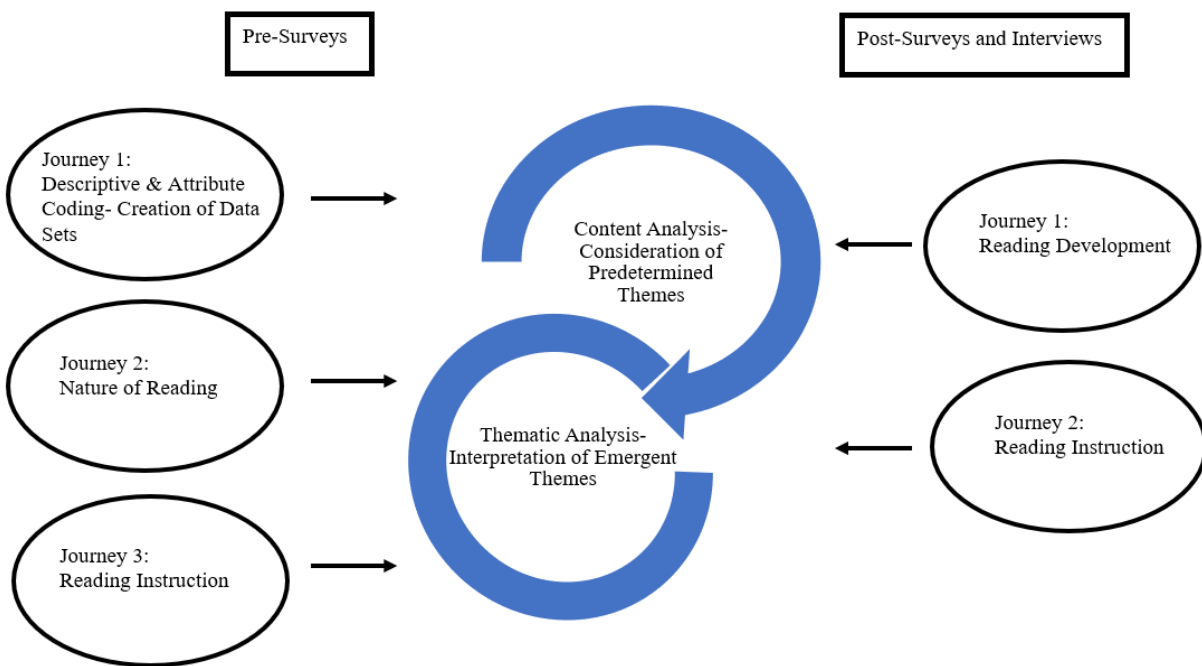 Pre-Surveys
Post-Surveys and Interviews
Journey 1:
Descriptive & Attribute
Coding- Creation of Data
Sets
Journey 2:
Nature of Reading
Journey 3:
Reading Instruction
Content Analysis-
Consideration of
Predetermined
Themes
Thematic Analysis-
Interpretation of Emergent
Themes
Journey 1:
Reading Development
Journey 2:
Reading Instruction